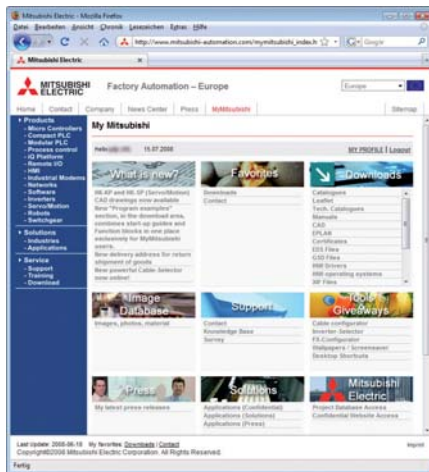 Mitsubishi Electric - Mozilla Firefox
Datei Bearbeiten Ansicht Chronik Lesezeichen Extras Hilfe
http://www.mitsubishi-automation.com/mymitsubishi_index.h
Google
Mitsubishi Electric
MITSUBISHI ELECTRIC
Factory Automation – Europe
Europe
Home Contact Company News Center Press MyMitsubishi Sitemap
Products
- Micro Controllers
- Compact PLC
- Modular PLC
- Process control
- iQ Platform
- Remote I/O
- HMI
- Industrial Modems
- Networks
- Software
- Inverters
- Servo/Motion
- Robots
- Switchgear
Solutions
- Industries
- Applications
Service
- Support
- Training
- Download
My Mitsubishi
Hello 15.07.2008 MY PROFILE | Logout
What is new?
HF-KP and HF-SP (Servo/Motion)
CAD drawings now available
New "Program examples"
section, in the download area,
combines start-up guides and
Function blocks in one place
exclusively for MyMitsubishi
users.
New delivery address for return
shipment of goods
New powerful Cable Selector
now online!
Favorites
Downloads
Contact
Downloads
Catalogues
Leaflet
Tech. Catalogues
Manuals
CAD
EPLAN
Certificates
EDS Files
GSD Files
HMI Drivers
HMI operating systems
MF Files
Image Database
Images, photos, material
Support
Contact
Knowledge Base
Survey
Tools Giveaways
Cable configurator
Inverter Selector
FX-Configurator
Wallpapers / Screensaver
Desktop Shortcuts
Press
My latest press releases
Solutions
Applications (Confidential)
Applications (Solutions)
Applications (Press)
Mitsubishi Electric
Project Database Access
Confidential Website Access
Last Update: 2008-06-18 My favorites: Downloads | Contact
Imprint
Copyright©2008 Mitsubishi Electric Corporation. All Rights Reserved.
Fertig